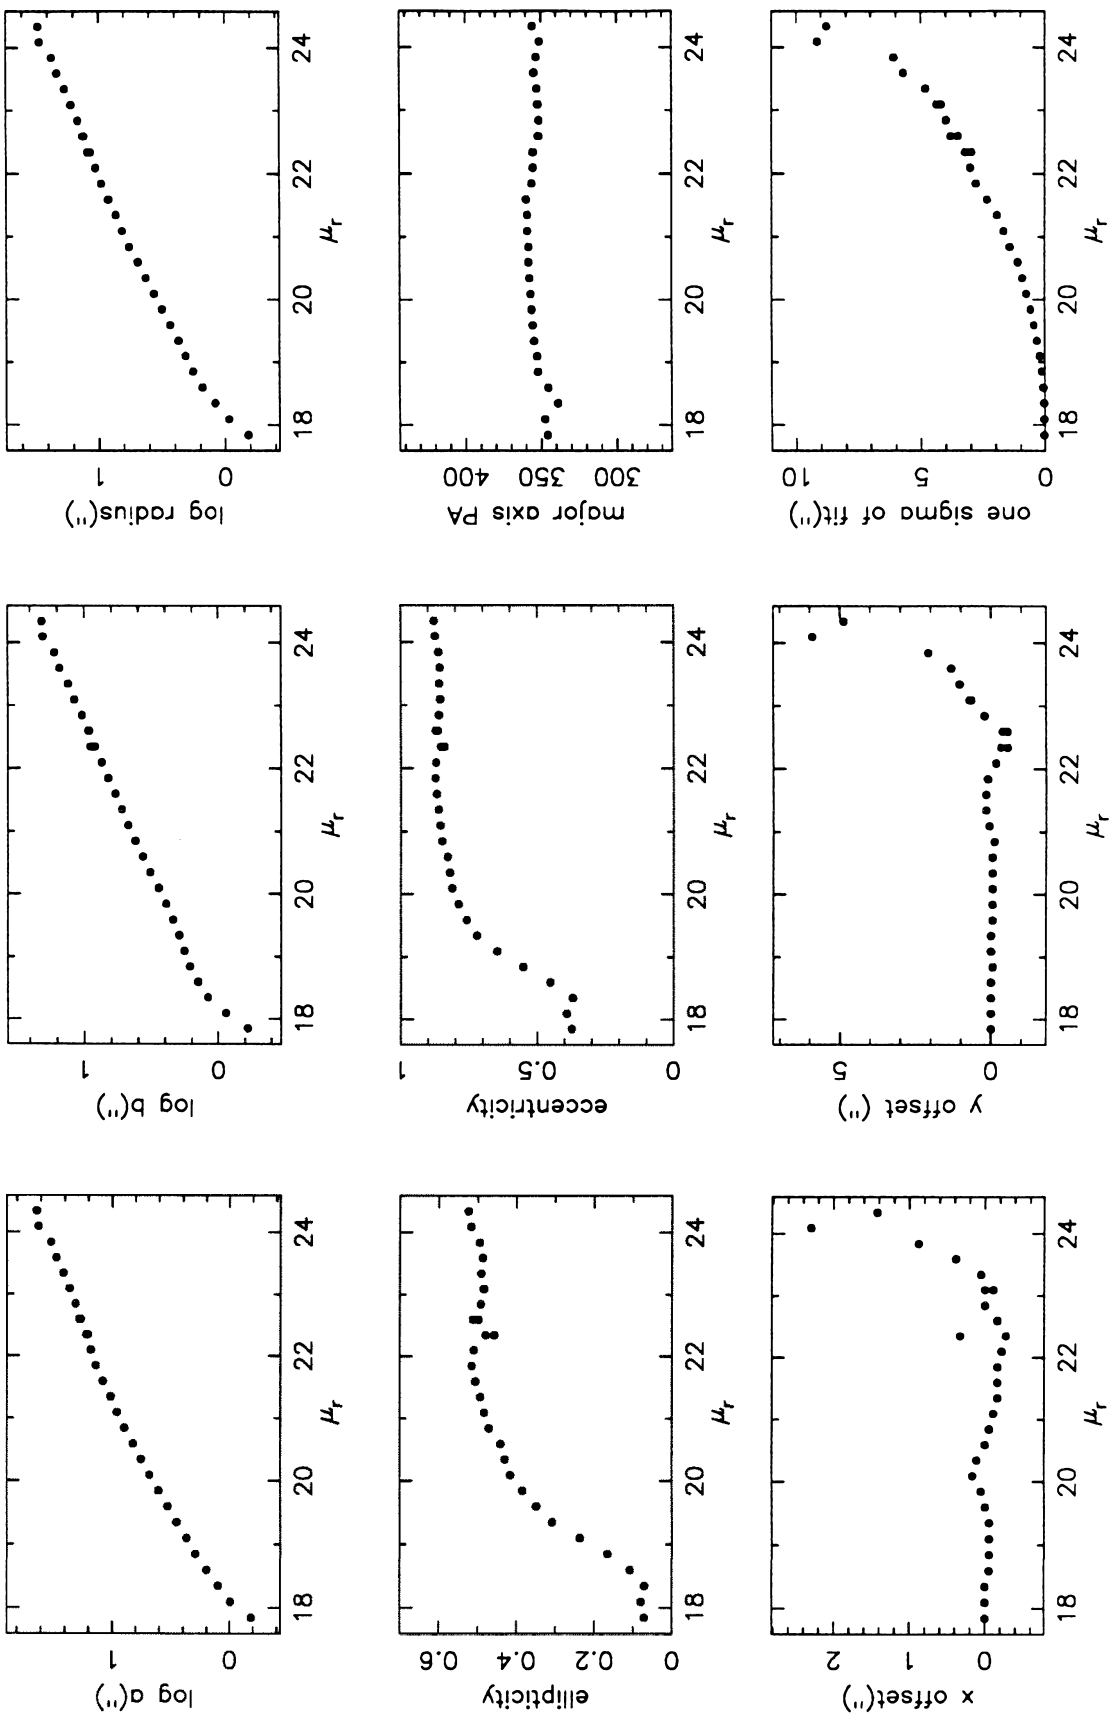 log a(")
1
0
18 20 22 24
μr
log b(")
1
0
18 20 22 24
μr
log radius(")
1
0
18 20 22 24
μr
ellipticity
0.6
0.4
0.2
0
18 20 22 24
μr
eccentricity
1
0.5
0
18 20 22 24
μr
major axis PA
400
350
300
18 20 22 24
μr
x offset(")
2
1
0
18 20 22 24
μr
y offset (")
5
0
18 20 22 24
μr
one sigma of fit(")
10
5
0
18 20 22 24
μr